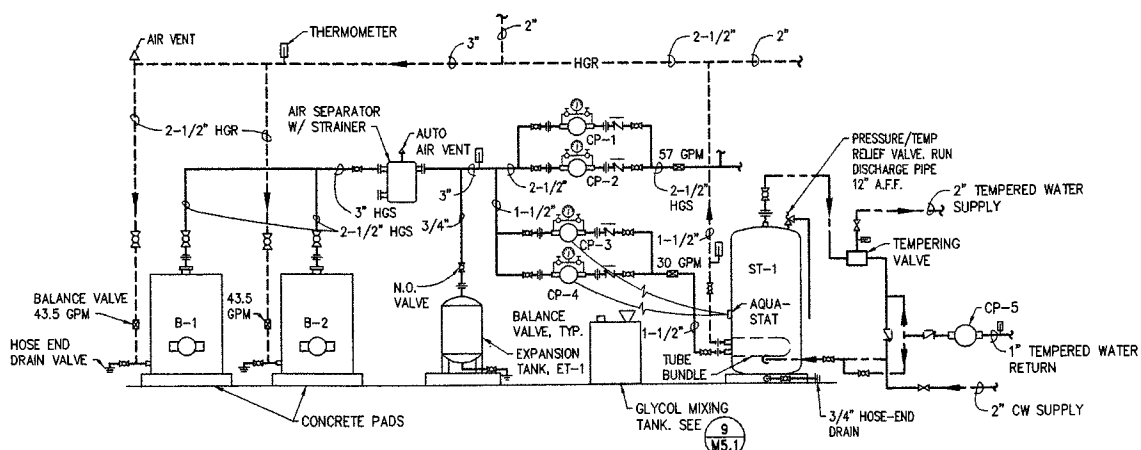 2"
THERMOMETER
AIR VENT
3"
2-1/2"
2"
HGR
AIR SEPARATOR
W/ STRAINER
2-1/2" HGR
AUTO
AIR VENT
CP-1
PRESSURE/TEMP
RELIEF VALVE. RUN
DISCHARGE PIPE
12" A.F.F.
57 GPM
CP-2
3"
2-1/2"
2-1/2"
HGS
2" TEMPERED WATER
SUPPLY
3" HGS
1-1/2"
2-1/2" HGS
3/4"
CP-3
1-1/2"
30 GPM
ST-1
TEMPERING
VALVE
N.O.
VALVE
CP-4
AQUA-
STAT
CP-5
BALANCE VALVE
43.5 GPM
43.5
GPM
B-1
B-2
BALANCE
VALVE, TYP.
1-1/2"
HOSE END
DRAIN VALVE
EXPANSION
TANK, ET-1
TUBE
BUNDLE
1" TEMPERED WATER
RETURN
CONCRETE PADS
GLYCOL MIXING
TANK. SEE
9
M5.1
3/4" HOSE-END
DRAIN
2" CW SUPPLY